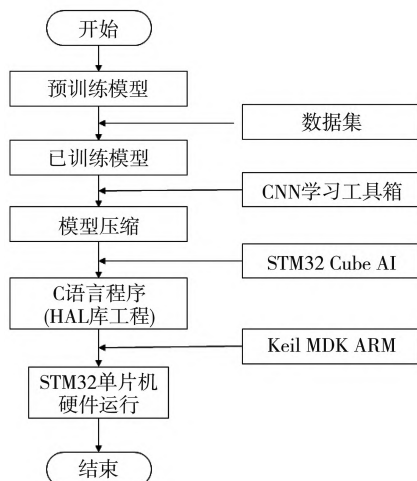 开始
预训练模型
数据集
已训练模型
CNN学习工具箱
模型压缩
STM32 Cube AI
C语言程序
(HAL库工程)
Keil MDK ARM
STM32单片机
硬件运行
结束